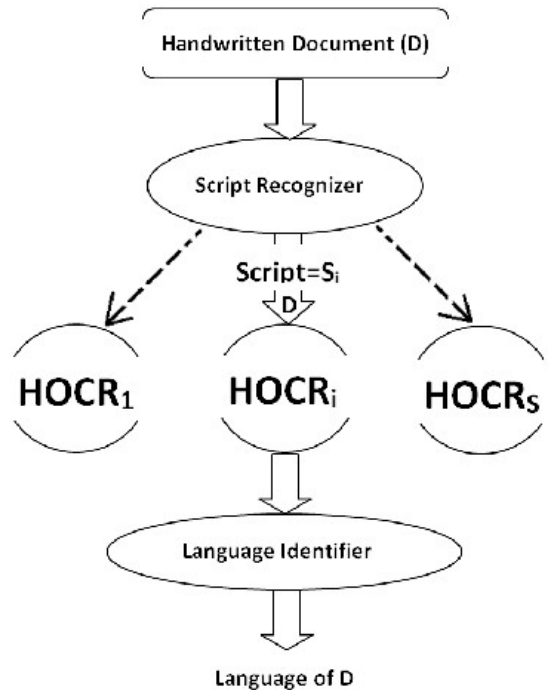 Handwritten Document (D)
Script Recognizer
Script=Sᵢ
D
HOCR₁ HOCRᵢ HOCRₛ
Language Identifier
Language of D